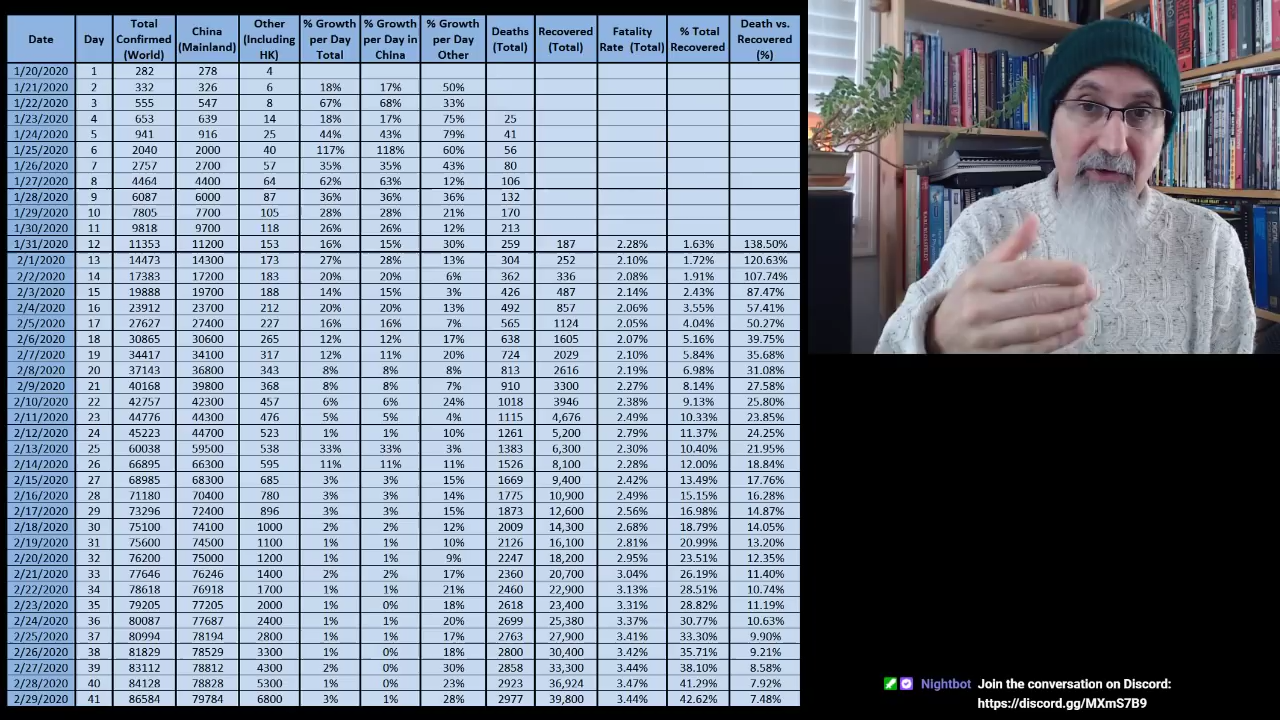 Date Day Total Confirmed (World) China (Mainland) Other (Including HK) % Growth per Day Total % Growth per Day in China % Growth per Day Other Deaths (Total) Recovered (Total) Fatality Rate (Total) % Total Recovered Death vs. Recovered (%)
1/20/2020 1 282 278 4
1/21/2020 2 332 326 6 18% 17% 50%
1/22/2020 3 555 547 8 67% 68% 33%
1/23/2020 4 653 639 14 18% 17% 75% 25
1/24/2020 5 941 916 25 44% 43% 79% 41
1/25/2020 6 2040 2000 40 117% 118% 60% 56
1/26/2020 7 2757 2700 57 35% 35% 43% 80
1/27/2020 8 4464 4400 64 62% 63% 12% 106
1/28/2020 9 6087 6000 87 36% 36% 36% 132
1/29/2020 10 7805 7700 105 28% 28% 21% 170
1/30/2020 11 9818 9700 118 26% 26% 12% 213
1/31/2020 12 11353 11200 153 16% 15% 30% 259 187 2.28% 1.63% 138.50%
2/1/2020 13 14473 14300 173 27% 28% 13% 304 252 2.10% 1.72% 120.63%
2/2/2020 14 17383 17200 183 20% 20% 6% 362 336 2.08% 1.91% 107.74%
2/3/2020 15 19888 19700 188 14% 15% 3% 426 487 2.14% 2.43% 87.47%
2/4/2020 16 23912 23700 212 20% 20% 13% 492 857 2.06% 3.55% 57.41%
2/5/2020 17 27627 27400 227 16% 16% 7% 565 1124 2.05% 4.04% 50.27%
2/6/2020 18 30865 30600 265 12% 12% 17% 638 1605 2.07% 5.16% 39.75%
2/7/2020 19 34417 34100 317 12% 11% 20% 724 2029 2.10% 5.84% 35.68%
2/8/2020 20 37143 36800 343 8% 8% 8% 813 2616 2.19% 6.98% 31.08%
2/9/2020 21 40168 39800 368 8% 8% 7% 910 3300 2.27% 8.14% 27.58%
2/10/2020 22 42757 42300 457 6% 6% 24% 1018 3946 2.38% 9.13% 25.80%
2/11/2020 23 44776 44300 476 5% 5% 4% 1115 4,676 2.49% 10.33% 23.85%
2/12/2020 24 45223 44700 523 1% 1% 10% 1261 5,200 2.79% 11.37% 24.25%
2/13/2020 25 60038 59500 538 33% 33% 3% 1383 6,300 2.30% 10.40% 21.95%
2/14/2020 26 66895 66300 595 11% 11% 11% 1526 8,100 2.28% 12.00% 18.84%
2/15/2020 27 68985 68300 685 3% 3% 15% 1669 9,400 2.42% 13.49% 17.76%
2/16/2020 28 71180 70400 780 3% 3% 14% 1775 10,900 2.49% 15.15% 16.28%
2/17/2020 29 73296 72400 896 3% 3% 15% 1873 12,600 2.56% 16.98% 14.87%
2/18/2020 30 75100 74100 1000 2% 2% 12% 2009 14,300 2.68% 18.79% 14.05%
2/19/2020 31 75600 74500 1100 1% 1% 10% 2126 16,100 2.81% 20.99% 13.20%
2/20/2020 32 76200 75000 1200 1% 1% 9% 2247 18,200 2.95% 23.51% 12.35%
2/21/2020 33 77646 76246 1400 2% 2% 17% 2360 20,700 3.04% 26.19% 11.40%
2/22/2020 34 78618 76918 1700 1% 1% 21% 2460 22,900 3.13% 28.51% 10.74%
2/23/2020 35 79205 77205 2000 1% 0% 18% 2618 23,400 3.31% 28.82% 11.19%
2/24/2020 36 80087 77687 2400 1% 1% 20% 2699 25,380 3.37% 30.77% 10.63%
2/25/2020 37 80994 78194 2800 1% 1% 17% 2763 27,900 3.41% 33.30% 9.90%
2/26/2020 38 81829 78529 3300 1% 0% 18% 2800 30,400 3.42% 35.71% 9.21%
2/27/2020 39 83112 78812 4300 2% 0% 30% 2858 33,300 3.44% 38.10% 8.58%
2/28/2020 40 84128 78828 5300 1% 0% 23% 2923 36,924 3.47% 41.29% 7.92%
2/29/2020 41 86584 79784 6800 3% 1% 28% 2977 39,800 3.44% 42.62% 7.48%
Nightbot Join the conversation on Discord:
https://discord.gg/MXmS7B9